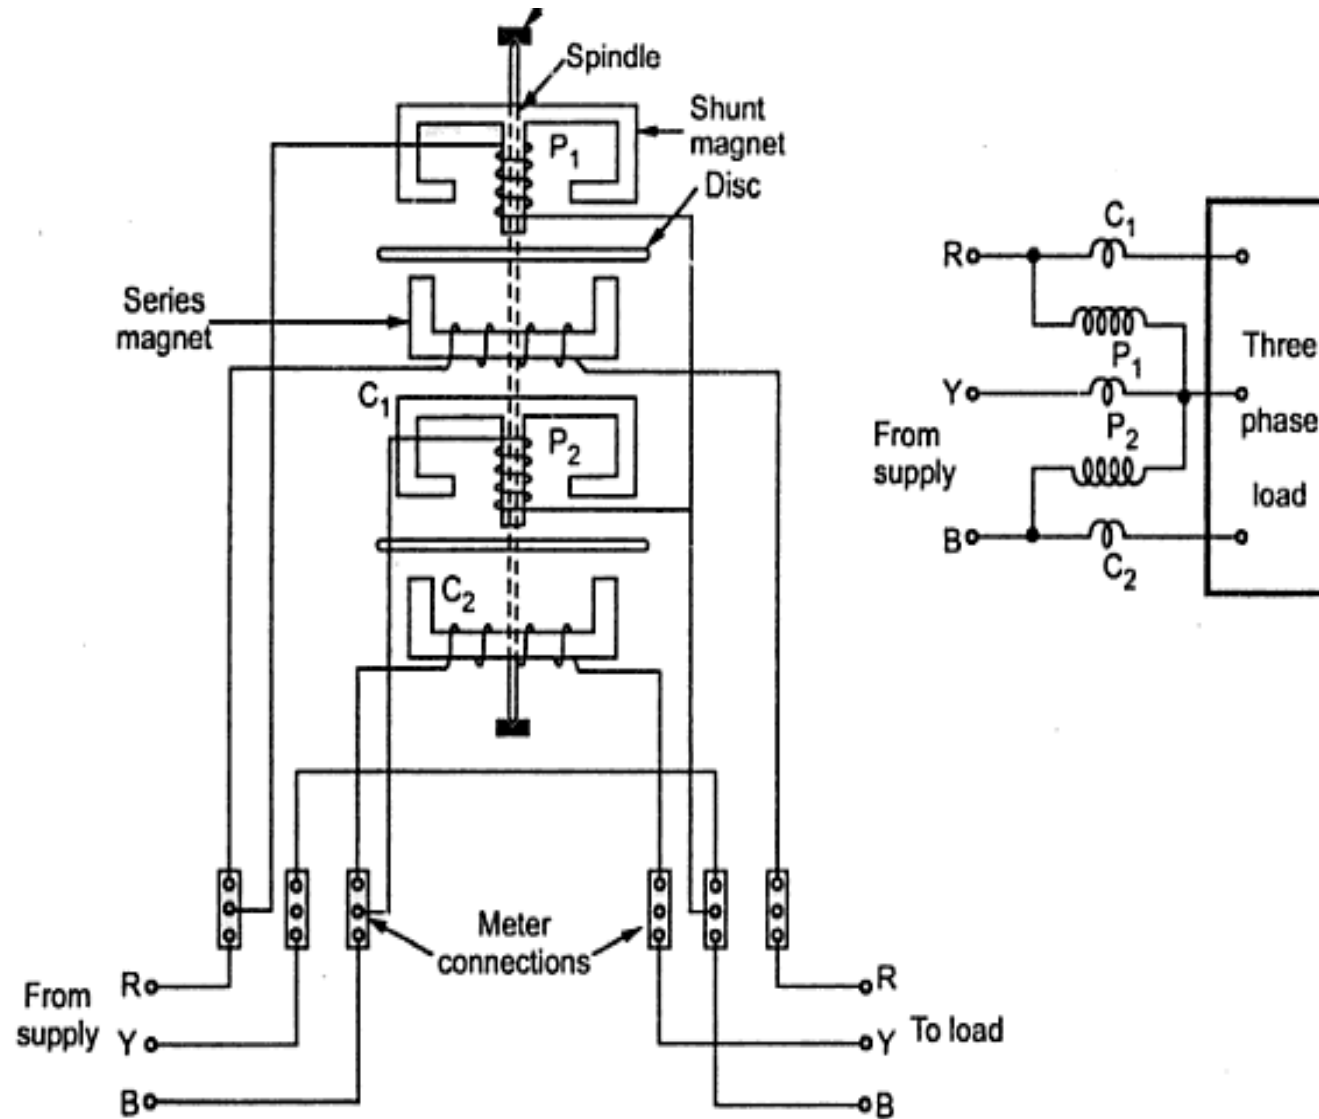 Spindle
Shunt
magnet
P1
Disc
Series
magnet
C1
P2
C2
Meter
connections
From
supply
R
Y
B
R
Y
B
To load
C1
R
P1
Three
Y
P2
phase
From
supply
load
B
C2